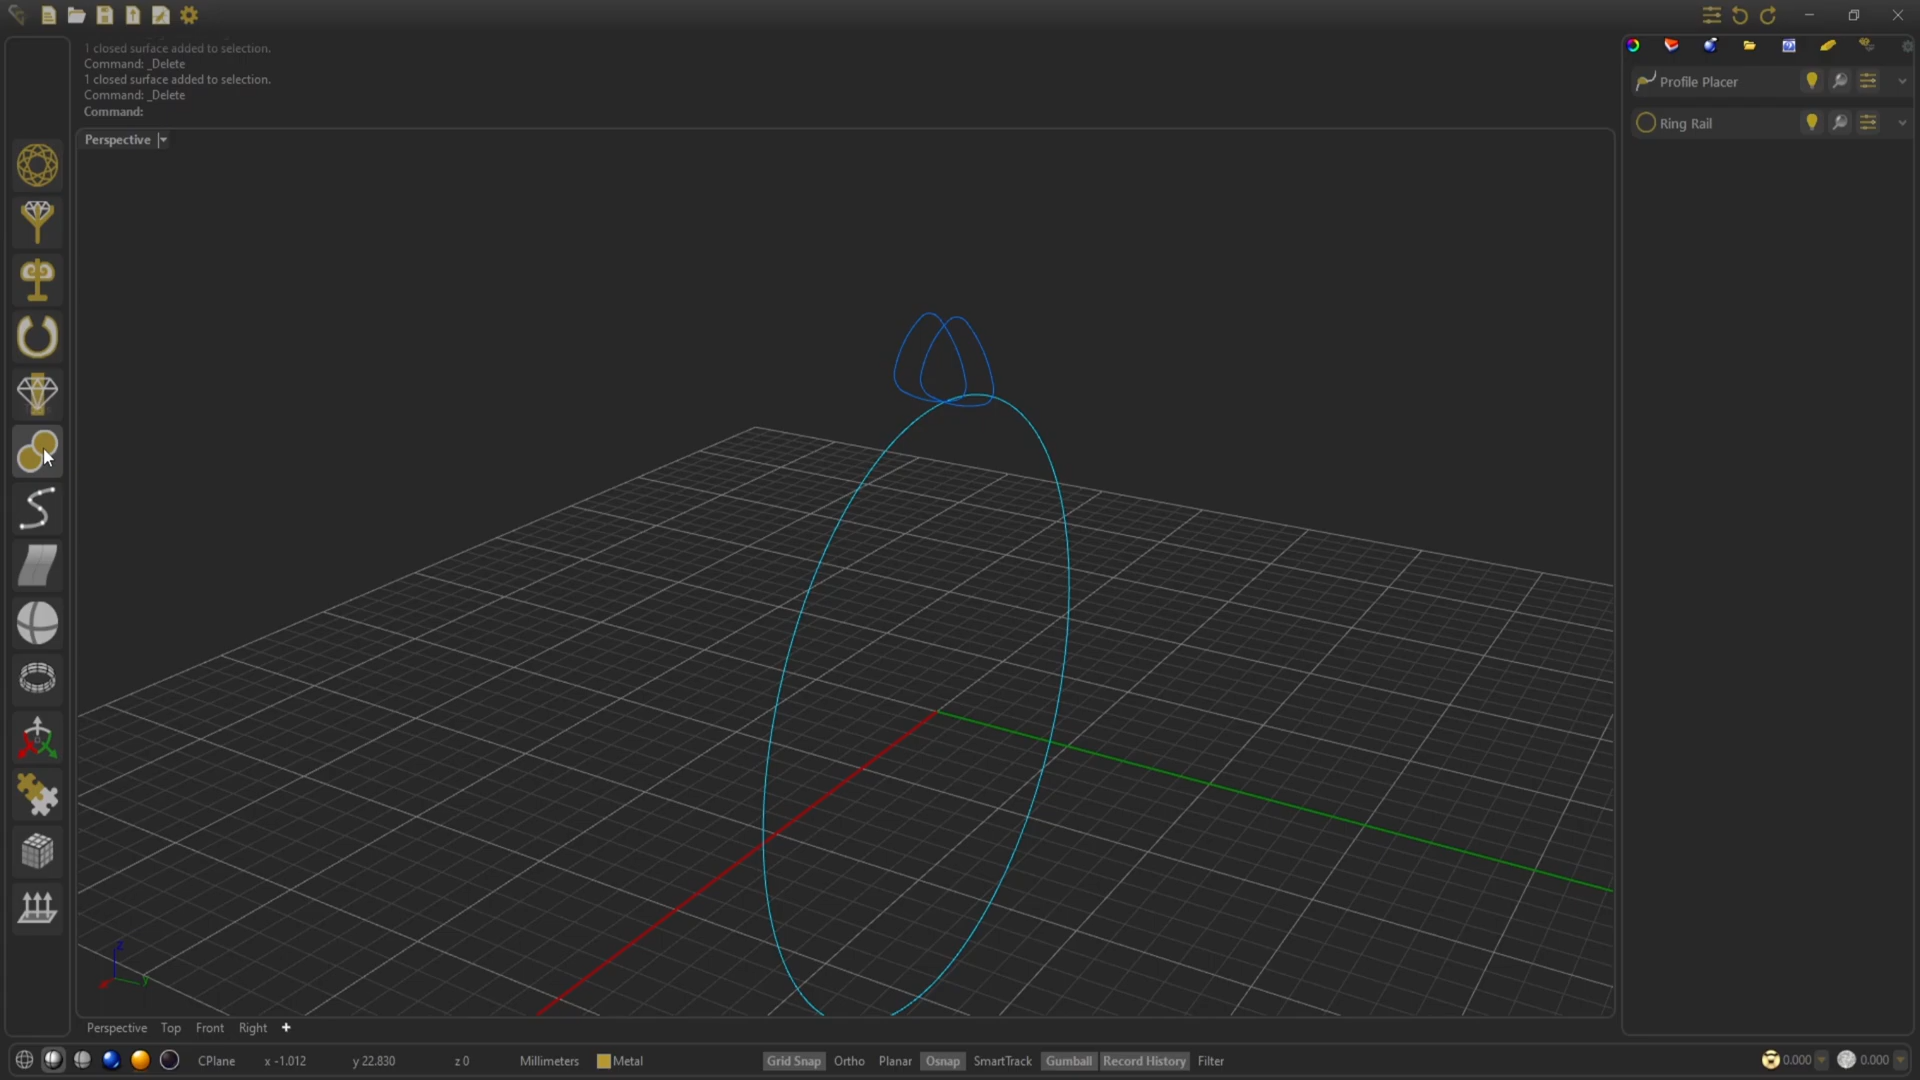 1 closed surface added to selection.
Command: _Delete
1 closed surface added to selection.
Command: _Delete
Command:
Perspective
Profile Placer
Ring Rail
z
y
Perspective Top Front Right +
CPlane x -1.012 y 22.830 z 0 Millimeters Metal Grid Snap Ortho Planar Osnap SmartTrack Gumball Record History Filter 0.000 0.000